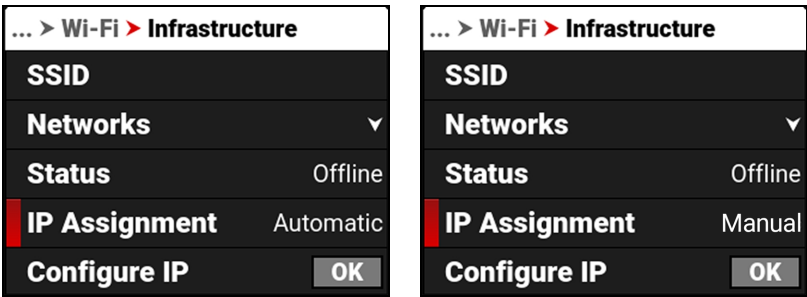 ... > Wi-Fi > Infrastructure
SSID
Networks
Status Offline
IP Assignment Automatic
Configure IP OK
... > Wi-Fi > Infrastructure
SSID
Networks
Status Offline
IP Assignment Manual
Configure IP OK